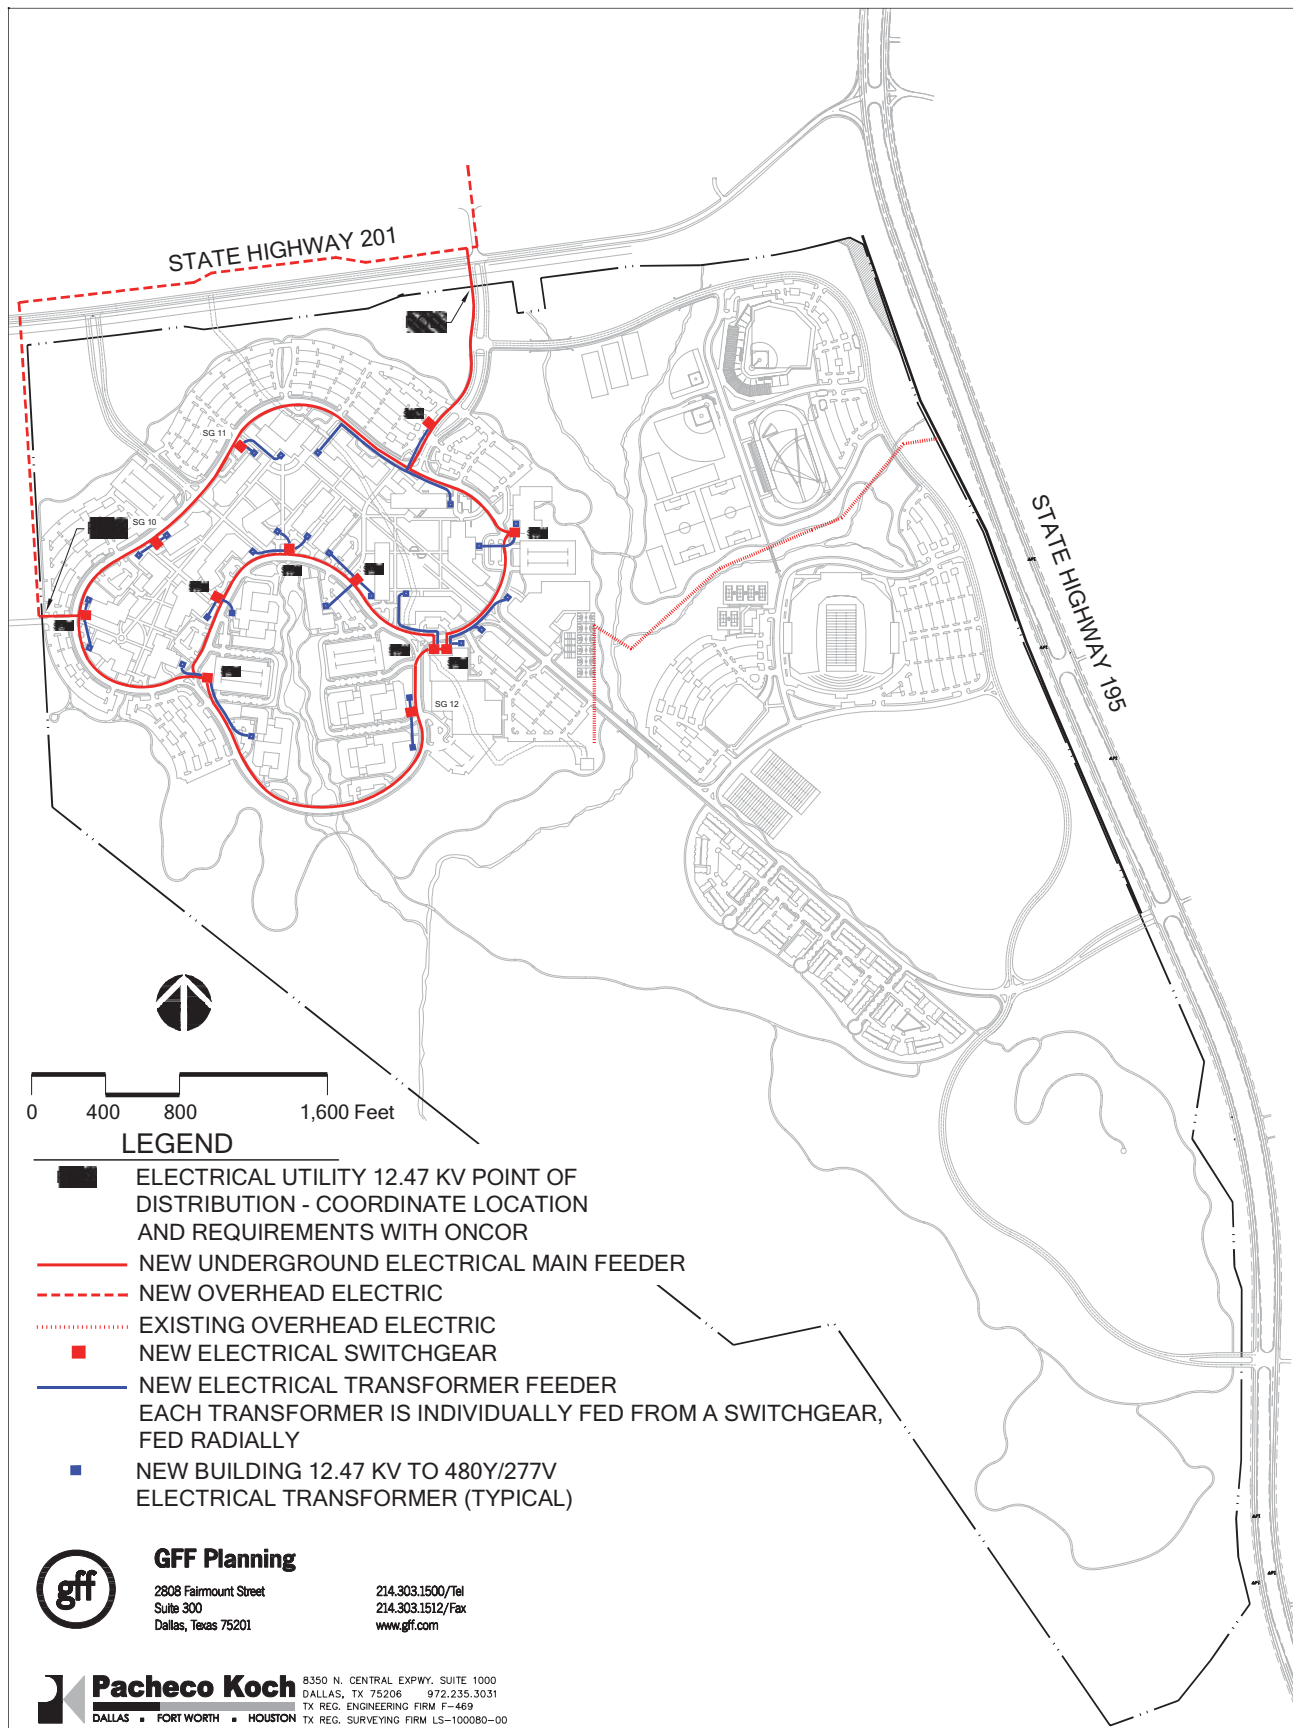 STATE HIGHWAY 201
STATE HIGHWAY 195
SG 11
SG 10
SG 12
0 400 800 1,600 Feet
LEGEND
ELECTRICAL UTILITY 12.47 KV POINT OF
DISTRIBUTION - COORDINATE LOCATION
AND REQUIREMENTS WITH ONCOR
NEW UNDERGROUND ELECTRICAL MAIN FEEDER
NEW OVERHEAD ELECTRIC
EXISTING OVERHEAD ELECTRIC
NEW ELECTRICAL SWITCHGEAR
NEW ELECTRICAL TRANSFORMER FEEDER
EACH TRANSFORMER IS INDIVIDUALLY FED FROM A SWITCHGEAR,
FED RADIALLY
NEW BUILDING 12.47 KV TO 480Y/277V
ELECTRICAL TRANSFORMER (TYPICAL)
gff
GFF Planning
2808 Fairmount Street
Suite 300
Dallas, Texas 75201
214.303.1500/Tel
214.303.1512/Fax
www.gff.com
Pacheco Koch
DALLAS ■ FORT WORTH ■ HOUSTON
8350 N. CENTRAL EXPWY. SUITE 1000
DALLAS, TX 75206 972.235.3031
TX REG. ENGINEERING FIRM F-469
TX REG. SURVEYING FIRM LS-100080-00